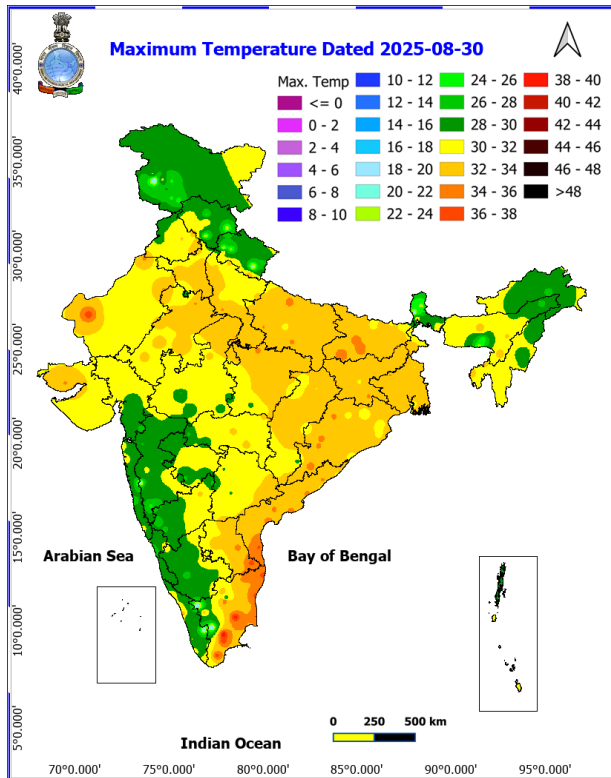 Maximum Temperature Dated 2025-08-30
Max. Temp
<= 0
0 - 2
2 - 4
4 - 6
6 - 8
8 - 10
10 - 12
12 - 14
14 - 16
16 - 18
18 - 20
20 - 22
22 - 24
24 - 26
26 - 28
28 - 30
30 - 32
32 - 34
34 - 36
36 - 38
38 - 40
40 - 42
42 - 44
44 - 46
46 - 48
>48
40°0.000'
35°0.000'
30°0.000'
25°0.000'
20°0.000'
15°0.000'
10°0.000'
5°0.000'
Arabian Sea
Bay of Bengal
Indian Ocean
0 250 500 km
70°0.000' 75°0.000' 80°0.000' 85°0.000' 90°0.000' 95°0.000'